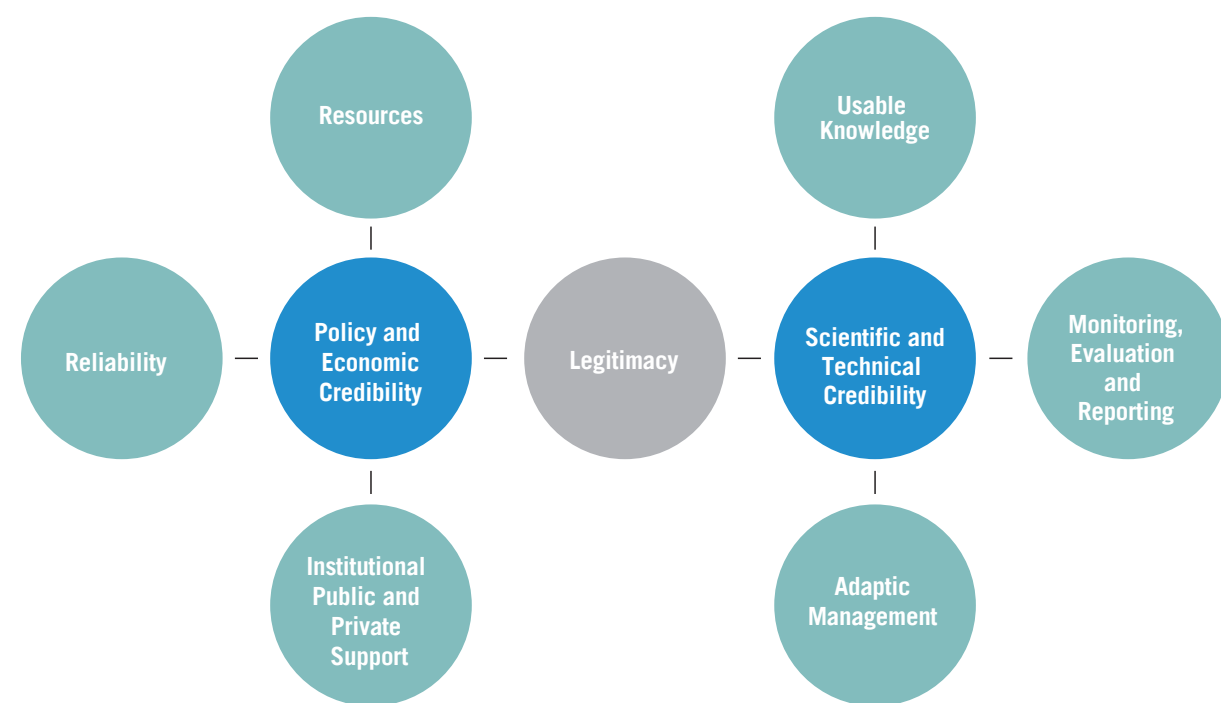 Resources
Usable
Knowledge
Reliability
Policy and
Economic
Credibility
Legitimacy
Scientific and
Technical
Credibility
Monitoring,
Evaluation
and
Reporting
Institutional
Public and
Private
Support
Adaptic
Management